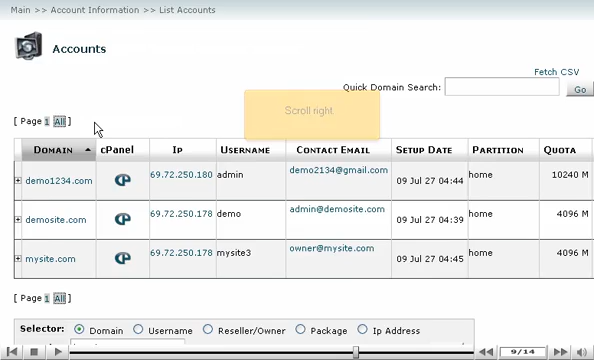 Main >> Account Information >> List Accounts
Accounts
Fetch CSV
Quick Domain Search:
Go
Scroll right
[ Page 1 All ]
Domain cPanel Ip Username Contact Email Setup Date Partition Quota
demo1234.com 69.72.250.180 admin demo2134@gmail.com 09 Jul 27 04:44 home 10240 M
demosite.com 69.72.250.178 demo admin@demosite.com 09 Jul 27 04:39 home 4096 M
mysite.com 69.72.250.178 mysite3 owner@mysite.com 09 Jul 27 04:45 home 4096 M
[ Page 1 All ]
Selector: Domain Username Reseller/Owner Package Ip Address
9/14